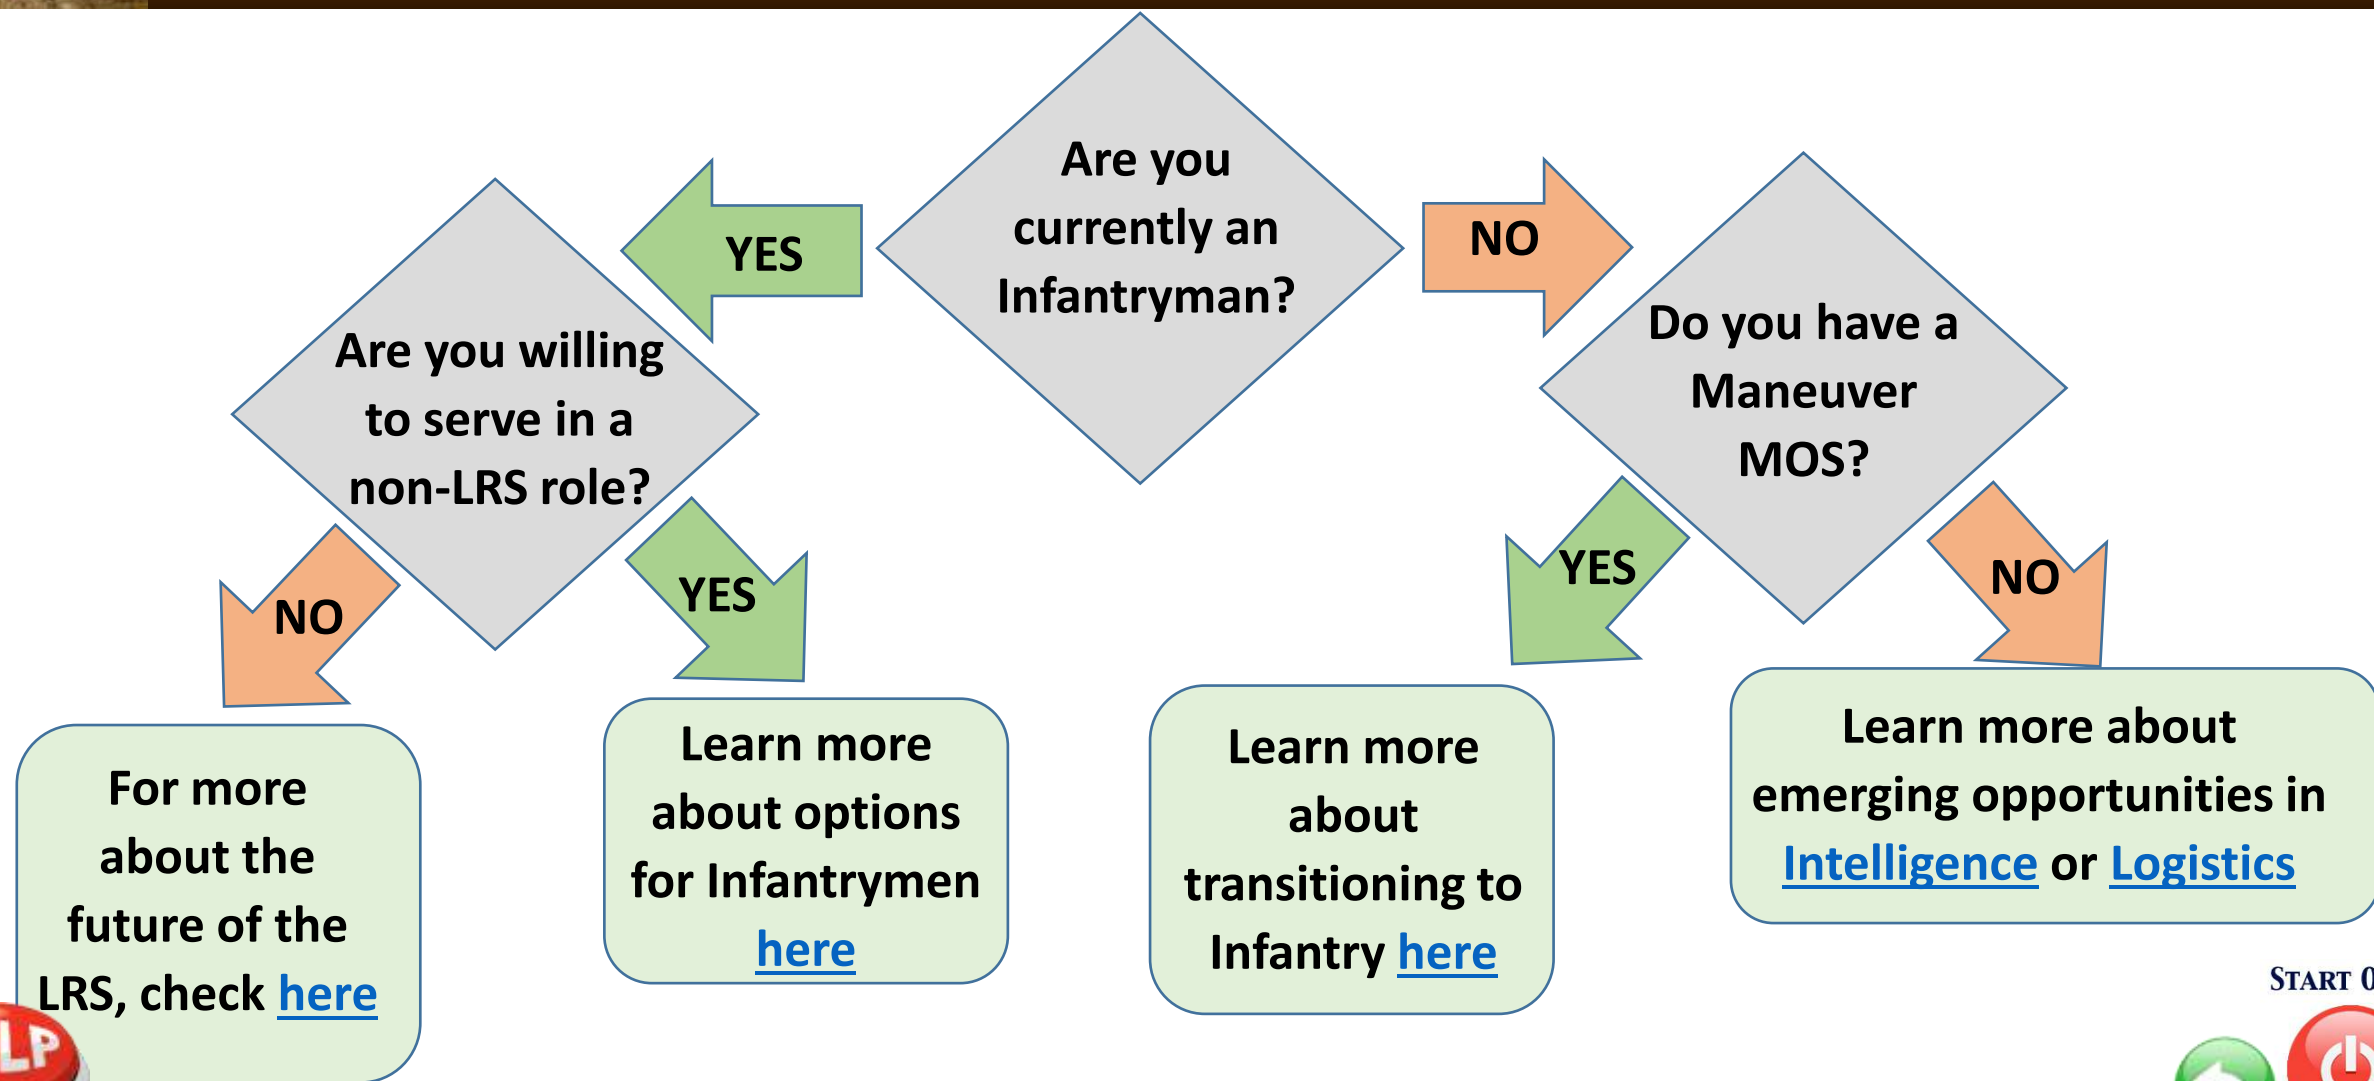 Are you
currently an
Infantryman?
YES
NO
Are you willing
to serve in a
non-LRS role?
Do you have a
Maneuver
MOS?
NO
YES
YES
NO
For more
about the
future of the
LRS, check here
Learn more
about options
for Infantrymen
here
Learn more
about
transitioning to
Infantry here
Learn more about
emerging opportunities in
Intelligence or Logistics
START
LP